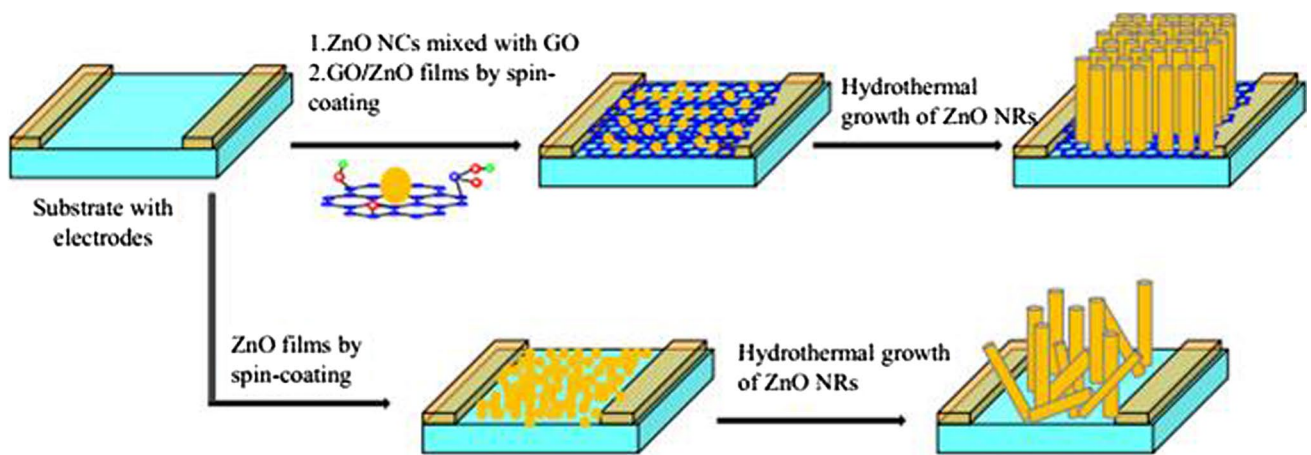 1.ZnO NCs mixed with GO
2.GO/ZnO films by spin-
coating
Hydrothermal
growth of ZnO NRs
Substrate with
electrodes
ZnO films by
spin-coating
Hydrothermal growth
of ZnO NRs